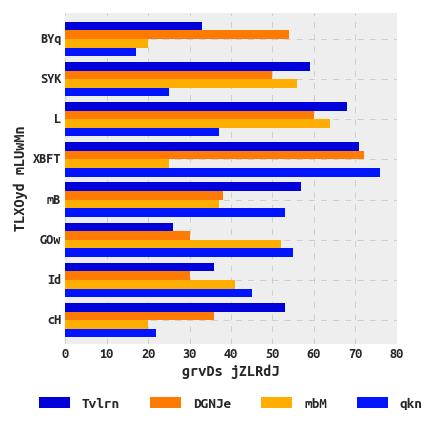 BYq
SYK
L
XBFT
mB
GOw
Id
cH
TLXOyd mLUwMn
0 10 20 30 40 50 60 70 80
grvDs jZLRdJ
Tvlrn DGNJe mbM qkn